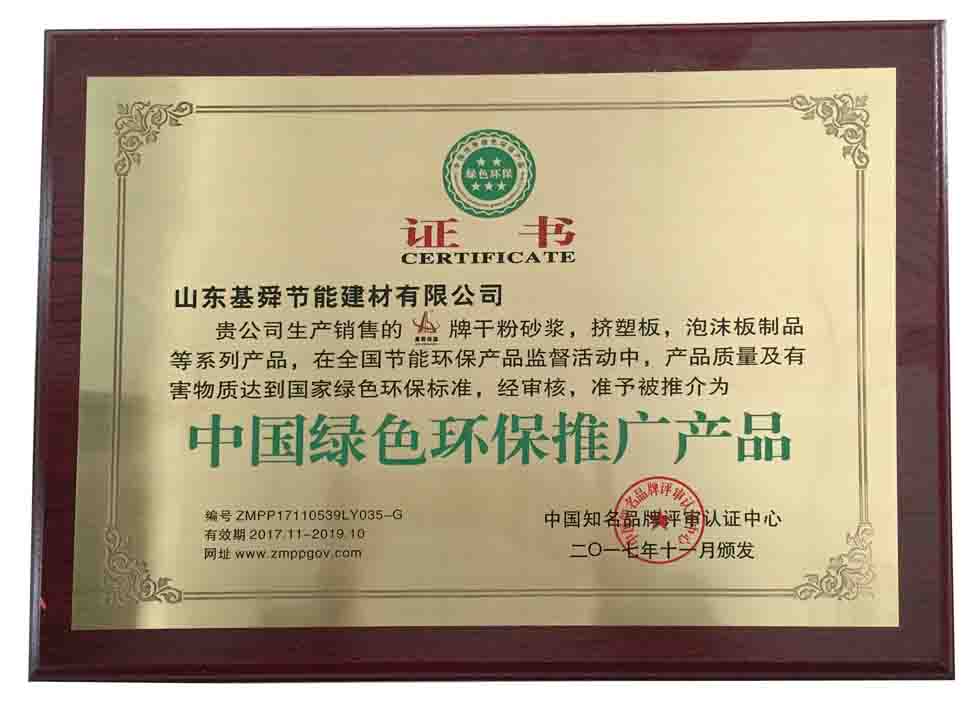 绿色环保
证 书
CERTIFICATE
山东基舜节能建材有限公司
贵公司生产销售的 牌干粉砂浆，挤塑板，泡沫板制品
等系列产品，在全国节能环保产品监督活动中，产品质量及有
害物质达到国家绿色环保标准，经审核，准予被推介为
中国绿色环保推广产品
编号 ZMPP17110539LY035-G
有效期 2017.11-2019.10
网址 www.zmppgov.com
中国知名品牌评审认证中心
二〇一七年十一月颁发